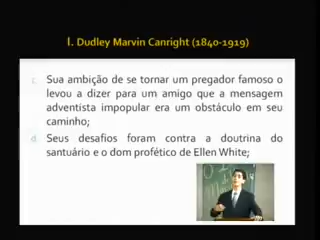 I. Dudley Marvin Canright (1840-1919)
c. Sua ambição de se tornar um pregador famoso o
levou a dizer para um amigo que a mensagem
adventista impopular era um obstáculo em seu
caminho;
d. Seus desafios foram contra a doutrina do
santuário e o dom profético de Ellen White;